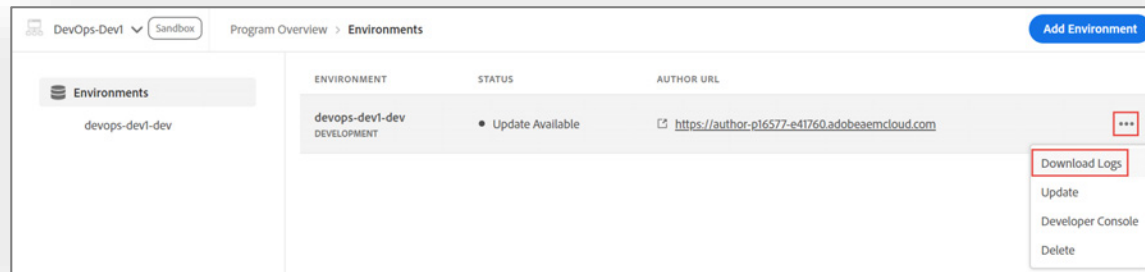 DevOps-Dev1 Sandbox Program Overview > Environments Add Environment
Environments
devops-dev1-dev
ENVIRONMENT STATUS AUTHOR URL
devops-dev1-dev Update Available https://author-p16577-e41760.adobeaemcloud.com
DEVELOPMENT
Download Logs
Update
Developer Console
Delete